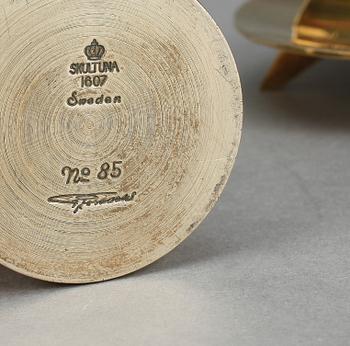 SKULTUNA
1607
Sweden
No 85